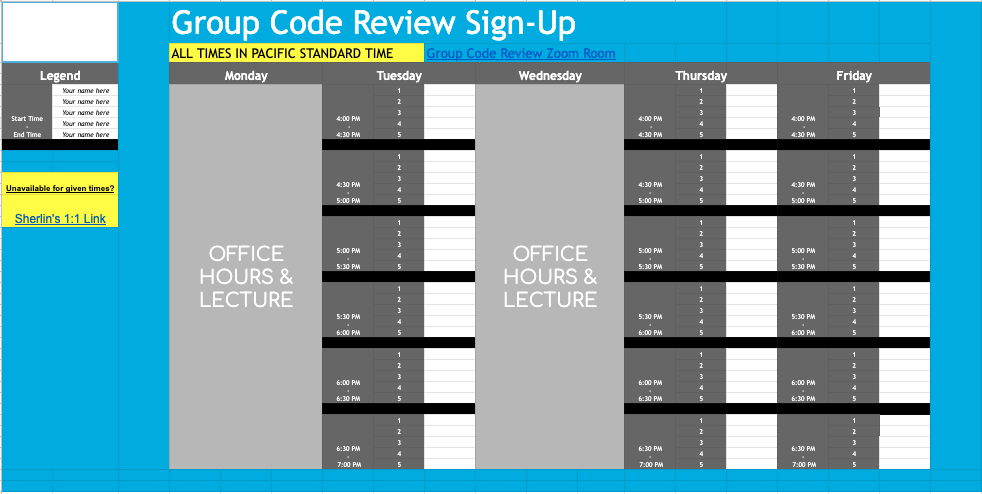 Group Code Review Sign-Up
ALL TIMES IN PACIFIC STANDARD TIME Group Code Review Zoom Room
Legend Monday Tuesday Wednesday Thursday Friday
Your name here
Your name here
Your name here
Your name here
Your name here
Start Time
-
End Time
Unavailable for given times?
Sherlin's 1:1 Link
OFFICE
HOURS &
LECTURE
4:00 PM
-
4:30 PM
1
2
3
4
5
4:30 PM
-
5:00 PM
1
2
3
4
5
5:00 PM
-
5:30 PM
1
2
3
4
5
5:30 PM
-
6:00 PM
1
2
3
4
5
6:00 PM
-
6:30 PM
1
2
3
4
5
6:30 PM
-
7:00 PM
1
2
3
4
5
OFFICE
HOURS &
LECTURE
4:00 PM
-
4:30 PM
1
2
3
4
5
4:30 PM
-
5:00 PM
1
2
3
4
5
5:00 PM
-
5:30 PM
1
2
3
4
5
5:30 PM
-
6:00 PM
1
2
3
4
5
6:00 PM
-
6:30 PM
1
2
3
4
5
6:30 PM
-
7:00 PM
1
2
3
4
5
4:00 PM
-
4:30 PM
1
2
3
4
5
4:30 PM
-
5:00 PM
1
2
3
4
5
5:00 PM
-
5:30 PM
1
2
3
4
5
5:30 PM
-
6:00 PM
1
2
3
4
5
6:00 PM
-
6:30 PM
1
2
3
4
5
6:30 PM
-
7:00 PM
1
2
3
4
5